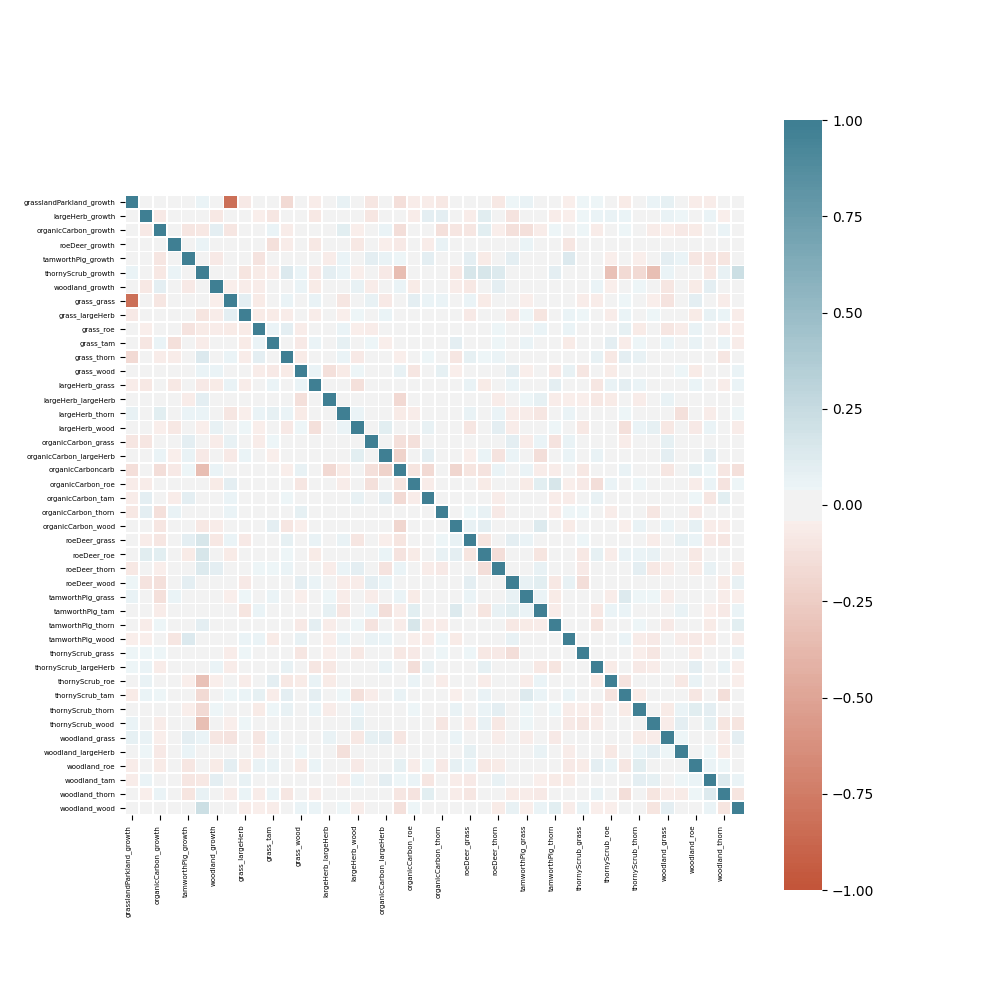 grasslandParkland_growth
largeHerb_growth
organicCarbon_growth
roeDeer_growth
tamworthPig_growth
thornyScrub_growth
woodland_growth
grass_grass
grass_largeHerb
grass_roe
grass_tam
grass_thorn
grass_wood
largeHerb_grass
largeHerb_largeHerb
largeHerb_thorn
largeHerb_wood
organicCarbon_grass
organicCarbon_largeHerb
organicCarboncarb
organicCarbon_roe
organicCarbon_tam
organicCarbon_thorn
organicCarbon_wood
roeDeer_grass
roeDeer_roe
roeDeer_thorn
roeDeer_wood
tamworthPig_grass
tamworthPig_tam
tamworthPig_thorn
tamworthPig_wood
thornyScrub_grass
thornyScrub_largeHerb
thornyScrub_roe
thornyScrub_tam
thornyScrub_thorn
thornyScrub_wood
woodland_grass
woodland_largeHerb
woodland_roe
woodland_tam
woodland_thorn
woodland_wood
grasslandParkland_growth
organicCarbon_growth
tamworthPig_growth
woodland_growth
grass_largeHerb
grass_tam
grass_wood
largeHerb_largeHerb
largeHerb_wood
organicCarbon_largeHerb
organicCarbon_roe
organicCarbon_thorn
roeDeer_grass
roeDeer_thorn
tamworthPig_grass
tamworthPig_thorn
thornyScrub_grass
thornyScrub_roe
thornyScrub_thorn
woodland_grass
woodland_roe
woodland_thorn
1.00
0.75
0.50
0.25
0.00
−0.25
−0.50
−0.75
−1.00